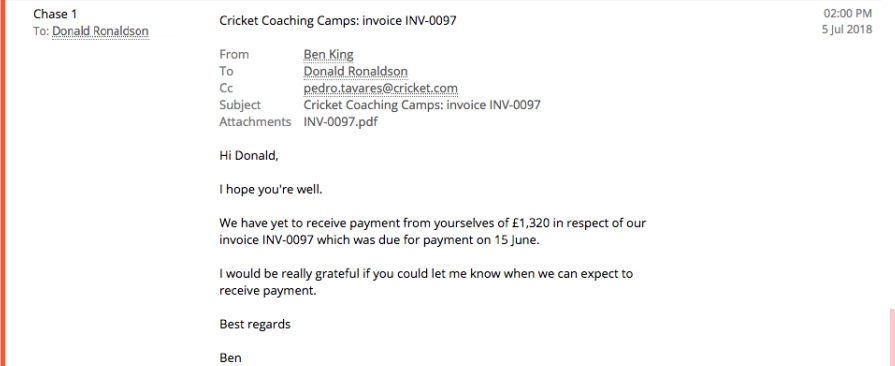 Chase 1
To: Donald Ronaldson
Cricket Coaching Camps: invoice INV-0097
02:00 PM
5 Jul 2018
From Ben King
To Donald Ronaldson
Cc pedro.tavares@cricket.com
Subject Cricket Coaching Camps: invoice INV-0097
Attachments INV-0097.pdf
Hi Donald,
I hope you're well.
We have yet to receive payment from yourselves of £1,320 in respect of our
invoice INV-0097 which was due for payment on 15 June.
I would be really grateful if you could let me know when we can expect to
receive payment.
Best regards
Ben